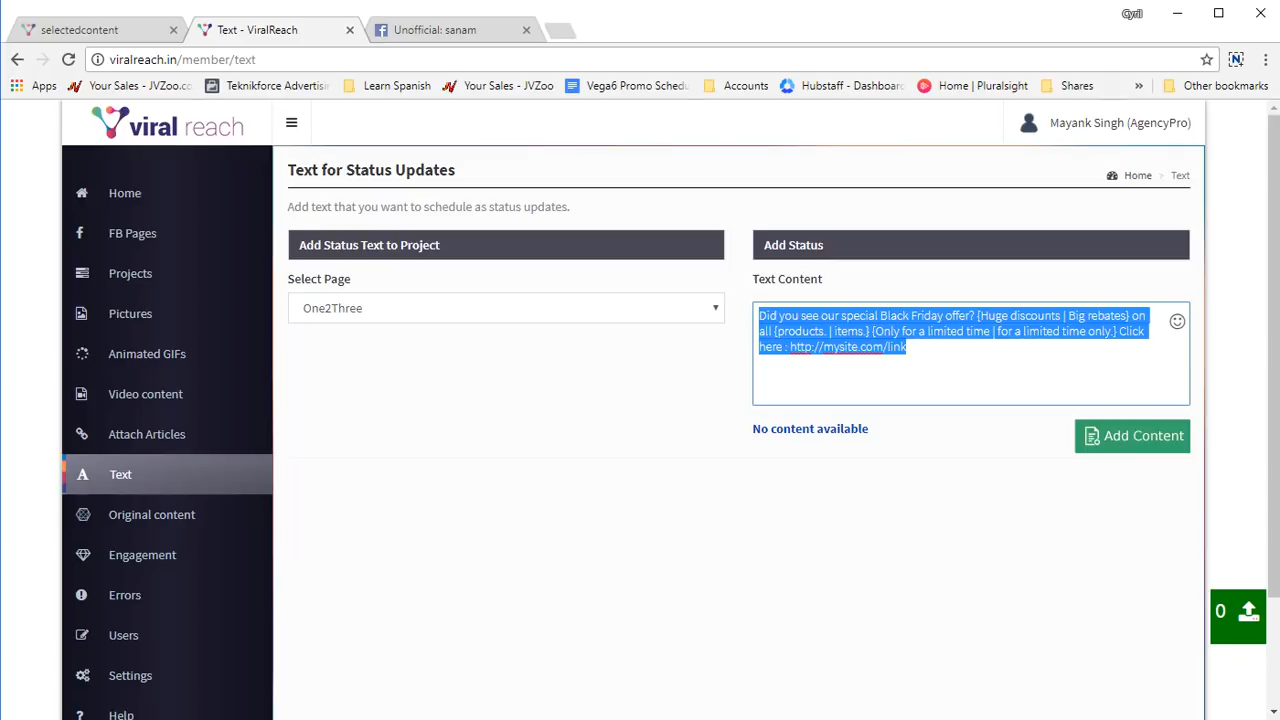 Cyril
selectedcontent
Text - ViralReach
Unofficial: sanam
viralreach.in/member/text
Apps
Your Sales - JVZoo.cc
Teknikforce Advertisi
Learn Spanish
Your Sales - JVZoo
Vega6 Promo Schedu
Accounts
Hubstaff - Dashboar
Home | Pluralsight
Shares
»
Other bookmarks
viral reach
Mayank Singh (AgencyPro)
Home
FB Pages
Projects
Pictures
Animated GIFs
Video content
Attach Articles
Text
Original content
Engagement
Errors
Users
Settings
Help
Text for Status Updates
Home > Text
Add text that you want to schedule as status updates.
Add Status Text to Project
Select Page
One2Three
Add Status
Text Content
Did you see our special Black Friday offer? {Huge discounts | Big rebates} on
all {products. | items.} {Only for a limited time | for a limited time only.} Click
here : http://mysite.com/link
No content available
Add Content
0